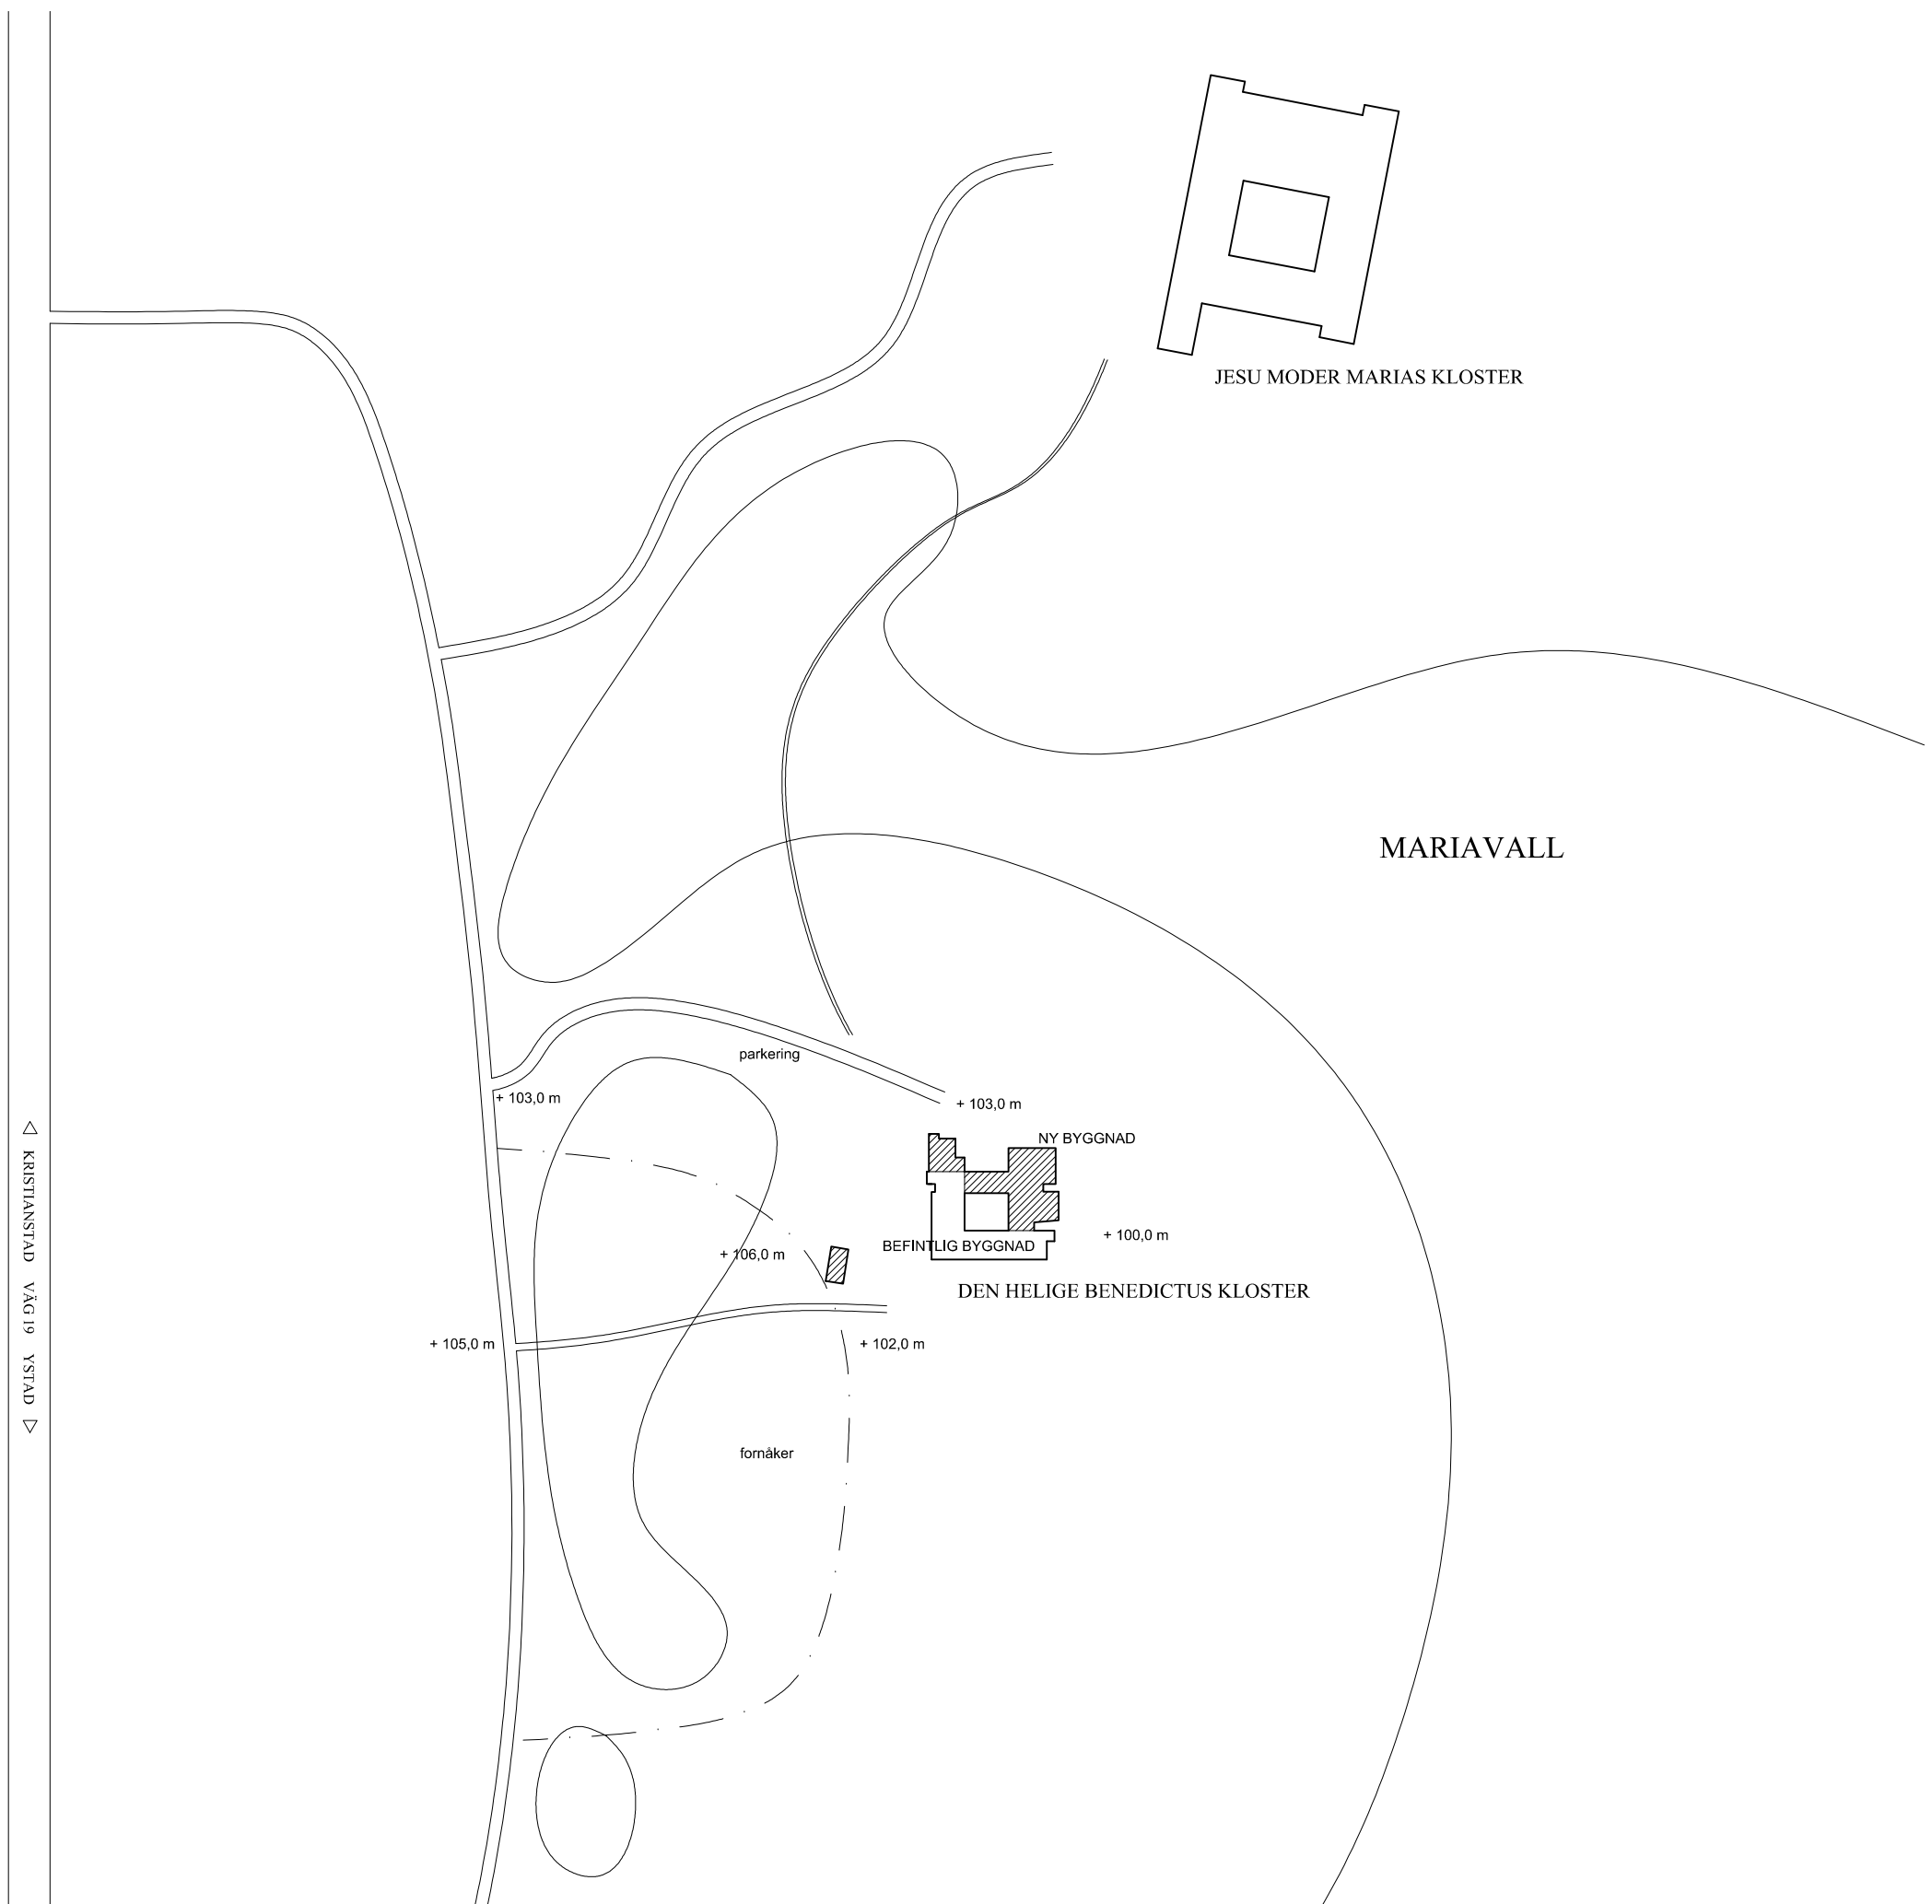 JESU MODER MARIAS KLOSTER
MARIAVALL
parkering
+ 103,0 m
+ 103,0 m
NY BYGGNAD
+ 100,0 m
BEFINTLIG BYGGNAD
+ 106,0 m
DEN HELIGE BENEDICTUS KLOSTER
+ 105,0 m
+ 102,0 m
fornåker
KRISTIANSTAD VÄG 19 YSTAD